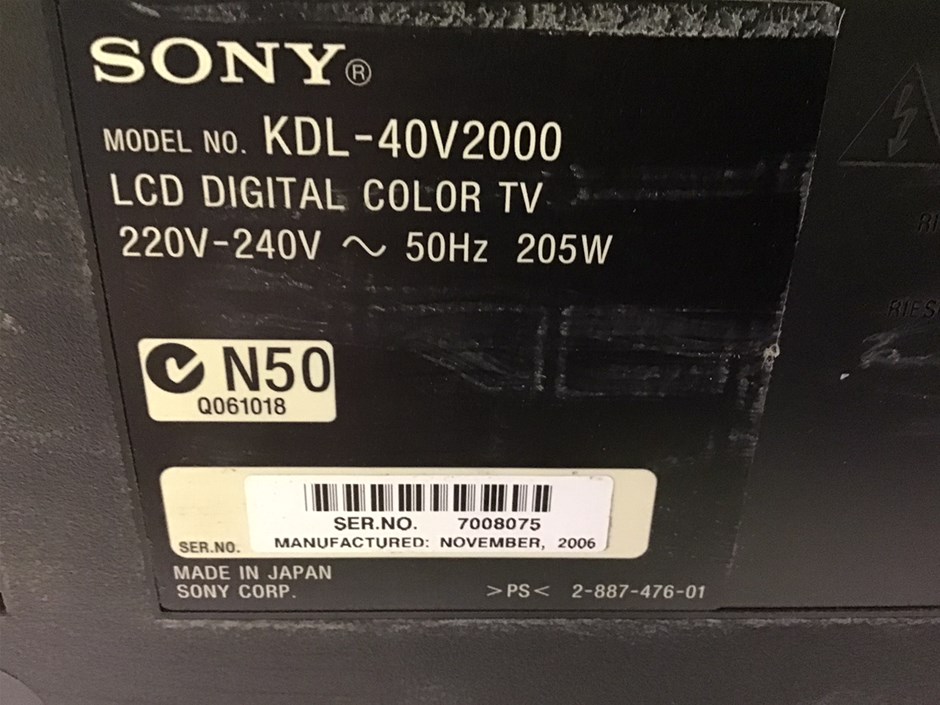 SONY®
MODEL NO. KDL-40V2000
LCD DIGITAL COLOR TV
220V-240V ~ 50Hz 205W
N50
Q061018
SER.NO. 7008075
MANUFACTURED: NOVEMBER, 2006
SER.NO.
MADE IN JAPAN
SONY CORP.
>PS< 2-887-476-01